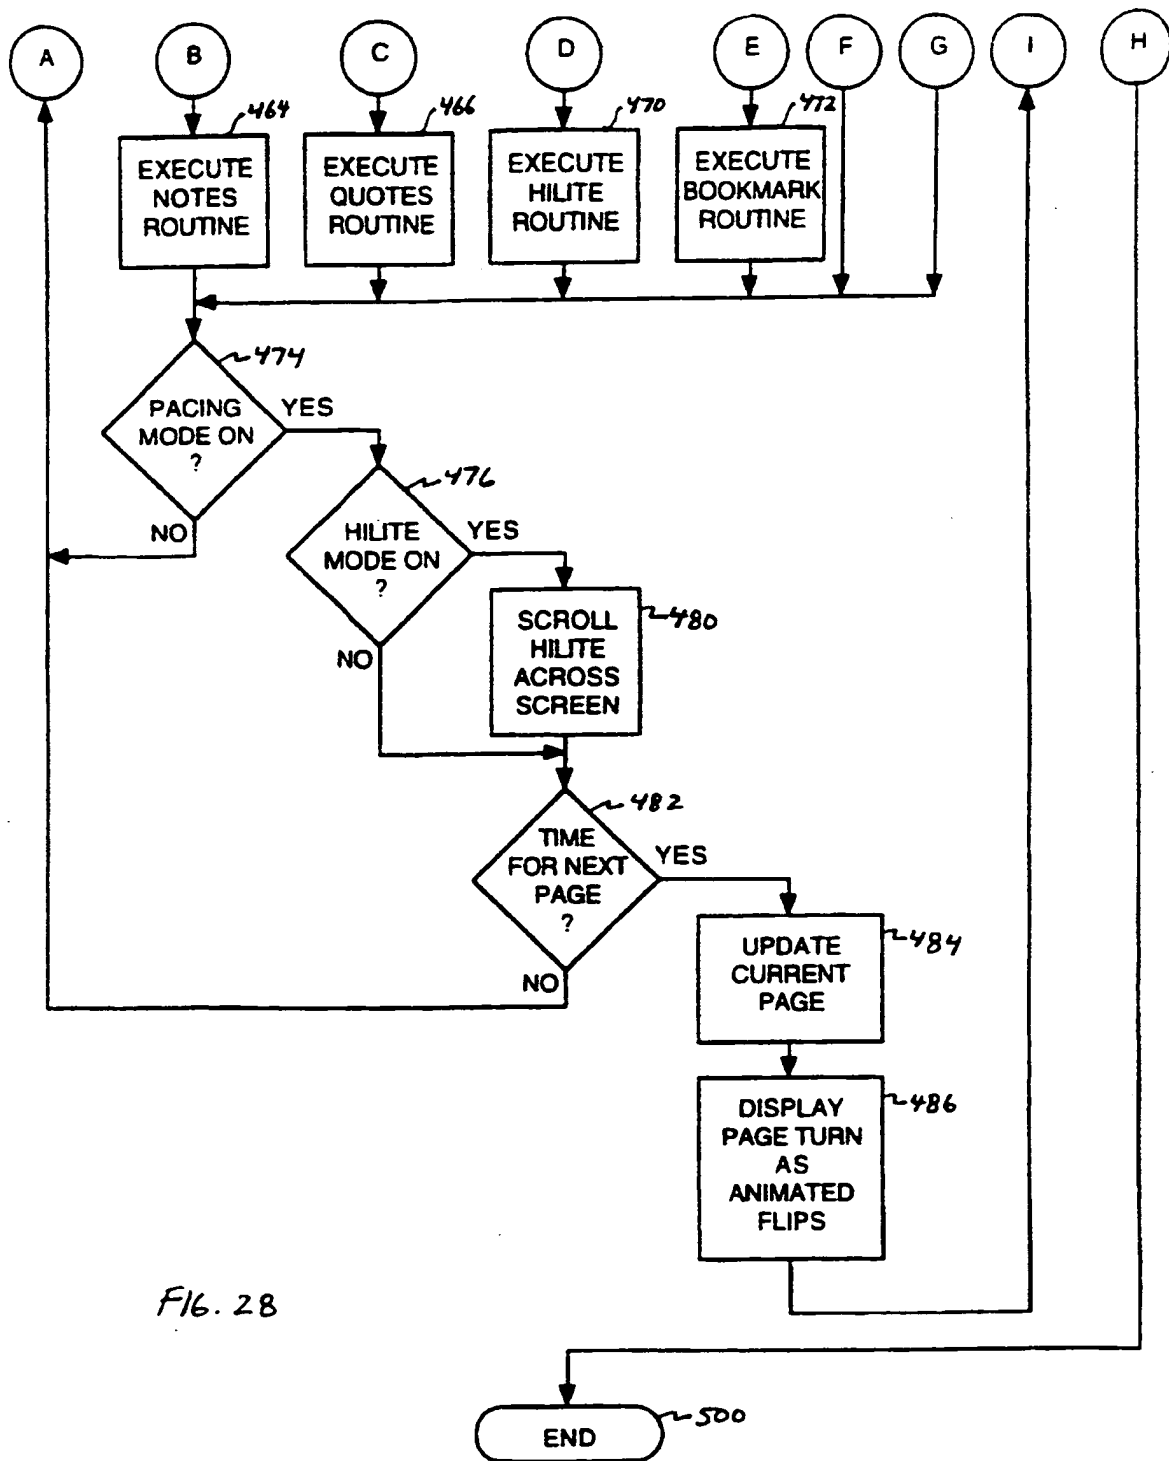 A
B
C
D
E
F
G
I
H
464
466
470
472
EXECUTE
NOTES
ROUTINE
EXECUTE
QUOTES
ROUTINE
EXECUTE
HILITE
ROUTINE
EXECUTE
BOOKMARK
ROUTINE
474
PACING
MODE ON
?
YES
NO
476
HILITE
MODE ON
?
YES
NO
480
SCROLL
HILITE
ACROSS
SCREEN
482
TIME
FOR NEXT
PAGE
?
YES
NO
484
UPDATE
CURRENT
PAGE
486
DISPLAY
PAGE TURN
AS
ANIMATED
FLIPS
FIG. 28
500
END